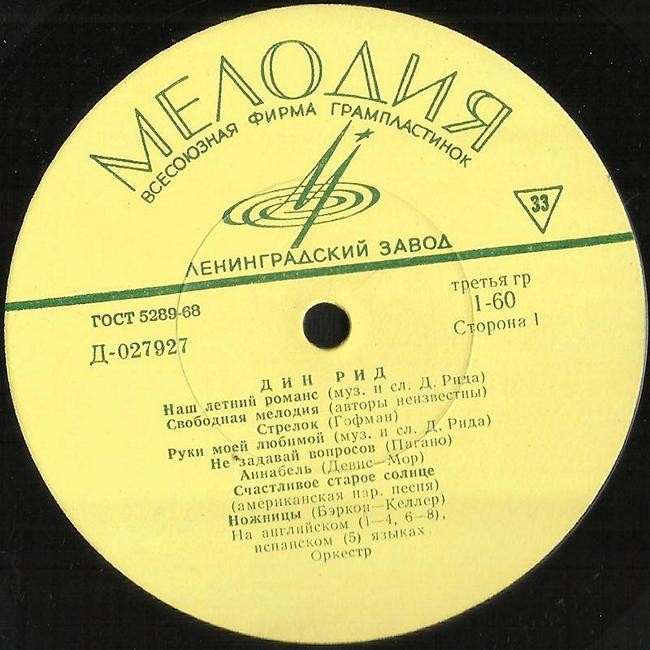 МЕЛОДИЯ
ВСЕСОЮЗНАЯ ФИРМА ГРАМПЛАСТИНОК
33
ЛЕНИНГРАДСКИЙ ЗАВОД
ГОСТ 5289-68
Д-027927
третья гр
1-60
Сторона 1
ДИН РИД
Наш летний романс (муз. и сл. Д. Рида)
Свободная мелодия (авторы неизвестны)
Стрелок (Гофман)
Руки моей любимой (муз. и сл. Д. Рида)
Не задавай вопросов (Пагано)
Аннабель (Девис—Мор)
Счастливое старое солнце
(американская нар. песня)
Ножницы (Бэркон—Келлер)
На английском (1—4, 6—8),
испанском (5) языках
Оркестр